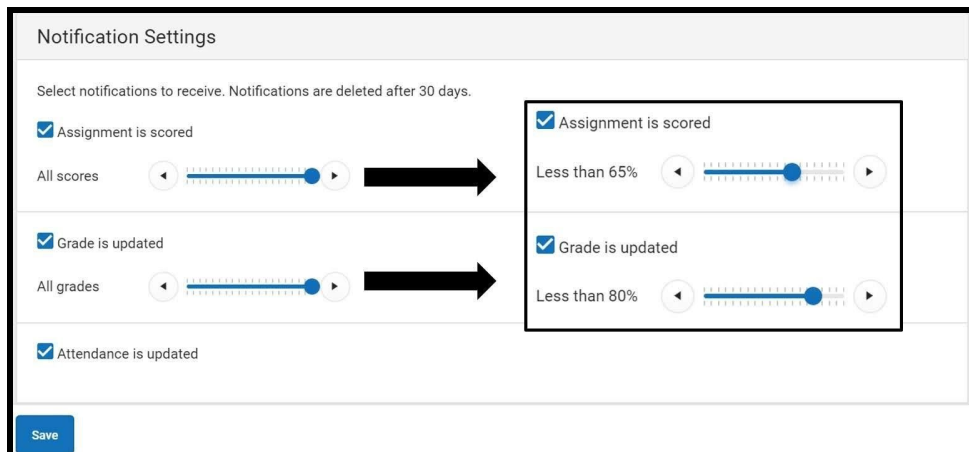 Notification Settings
Select notifications to receive. Notifications are deleted after 30 days.
Assignment is scored
All scores
Assignment is scored
Less than 65%
Grade is updated
All grades
Grade is updated
Less than 80%
Attendance is updated
Save